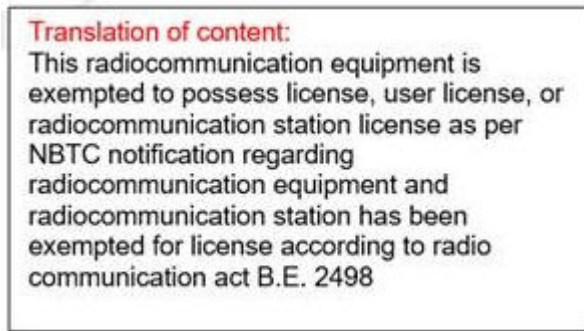 Translation of content:
This radiocommunication equipment is
exempted to possess license, user license, or
radiocommunication station license as per
NBTC notification regarding
radiocommunication equipment and
radiocommunication station has been
exempted for license according to radio
communication act B.E. 2498